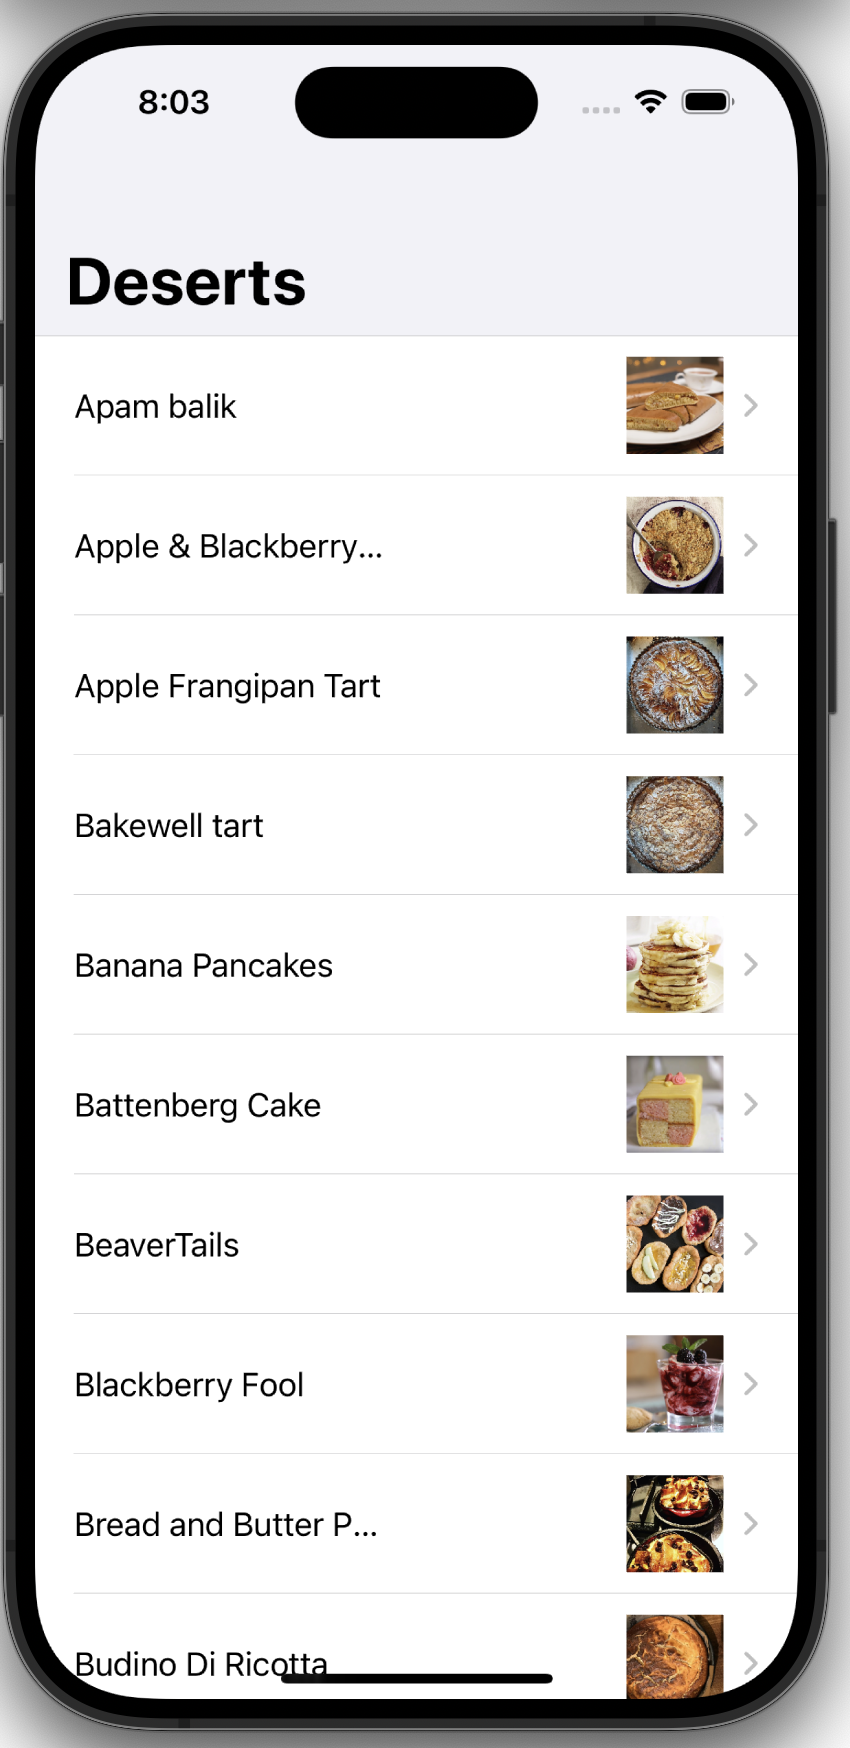 8:03
Deserts
Apam balik
Apple & Blackberry...
Apple Frangipan Tart
Bakewell tart
Banana Pancakes
Battenberg Cake
BeaverTails
Blackberry Fool
Bread and Butter P...
Budino Di Ricotta